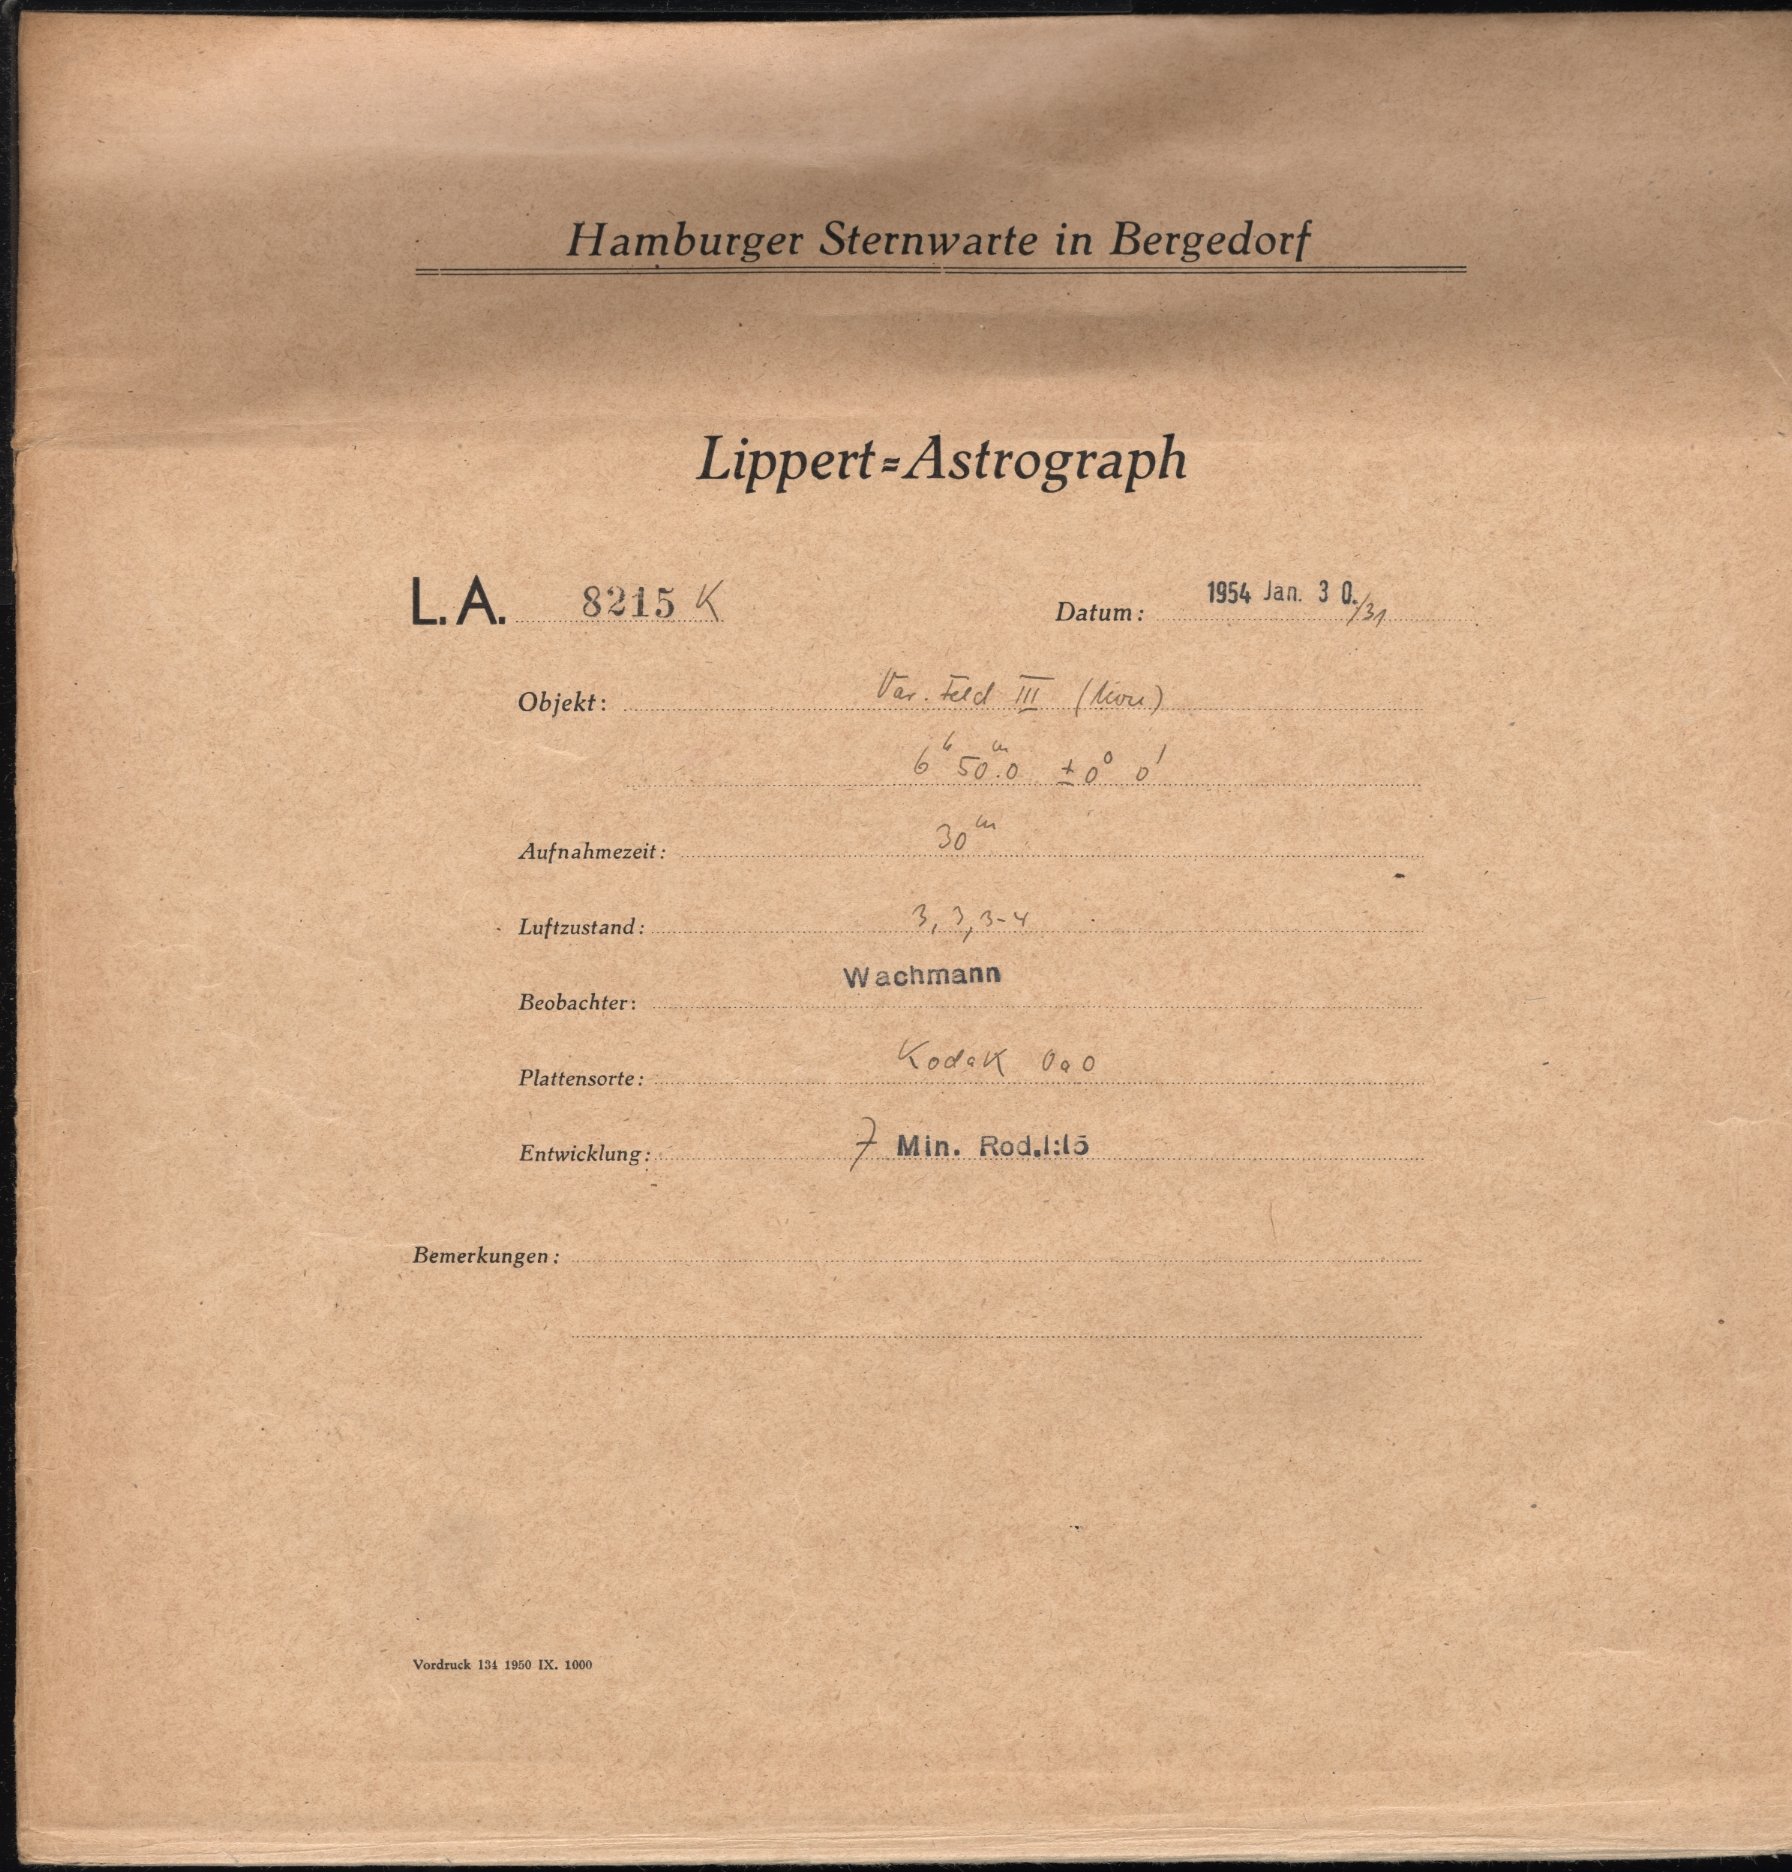 Hamburger Sternwarte in Bergedorf
Lippert=Astrograph
L. A. 8215 K
Datum: 1954 Jan. 30./31
Objekt: Var. Feld III (Mon)
6ʰ 50ᵐ.0 ±0° 0'
Aufnahmezeit: 30ᵐ
Luftzustand: 3, 3, 3-4
Beobachter: Wachmann
Plattensorte: Kodak OaO
Entwicklung: 7 Min. Rod. 1:15
Bemerkungen:
Vordruck 134 1950 IX. 1000